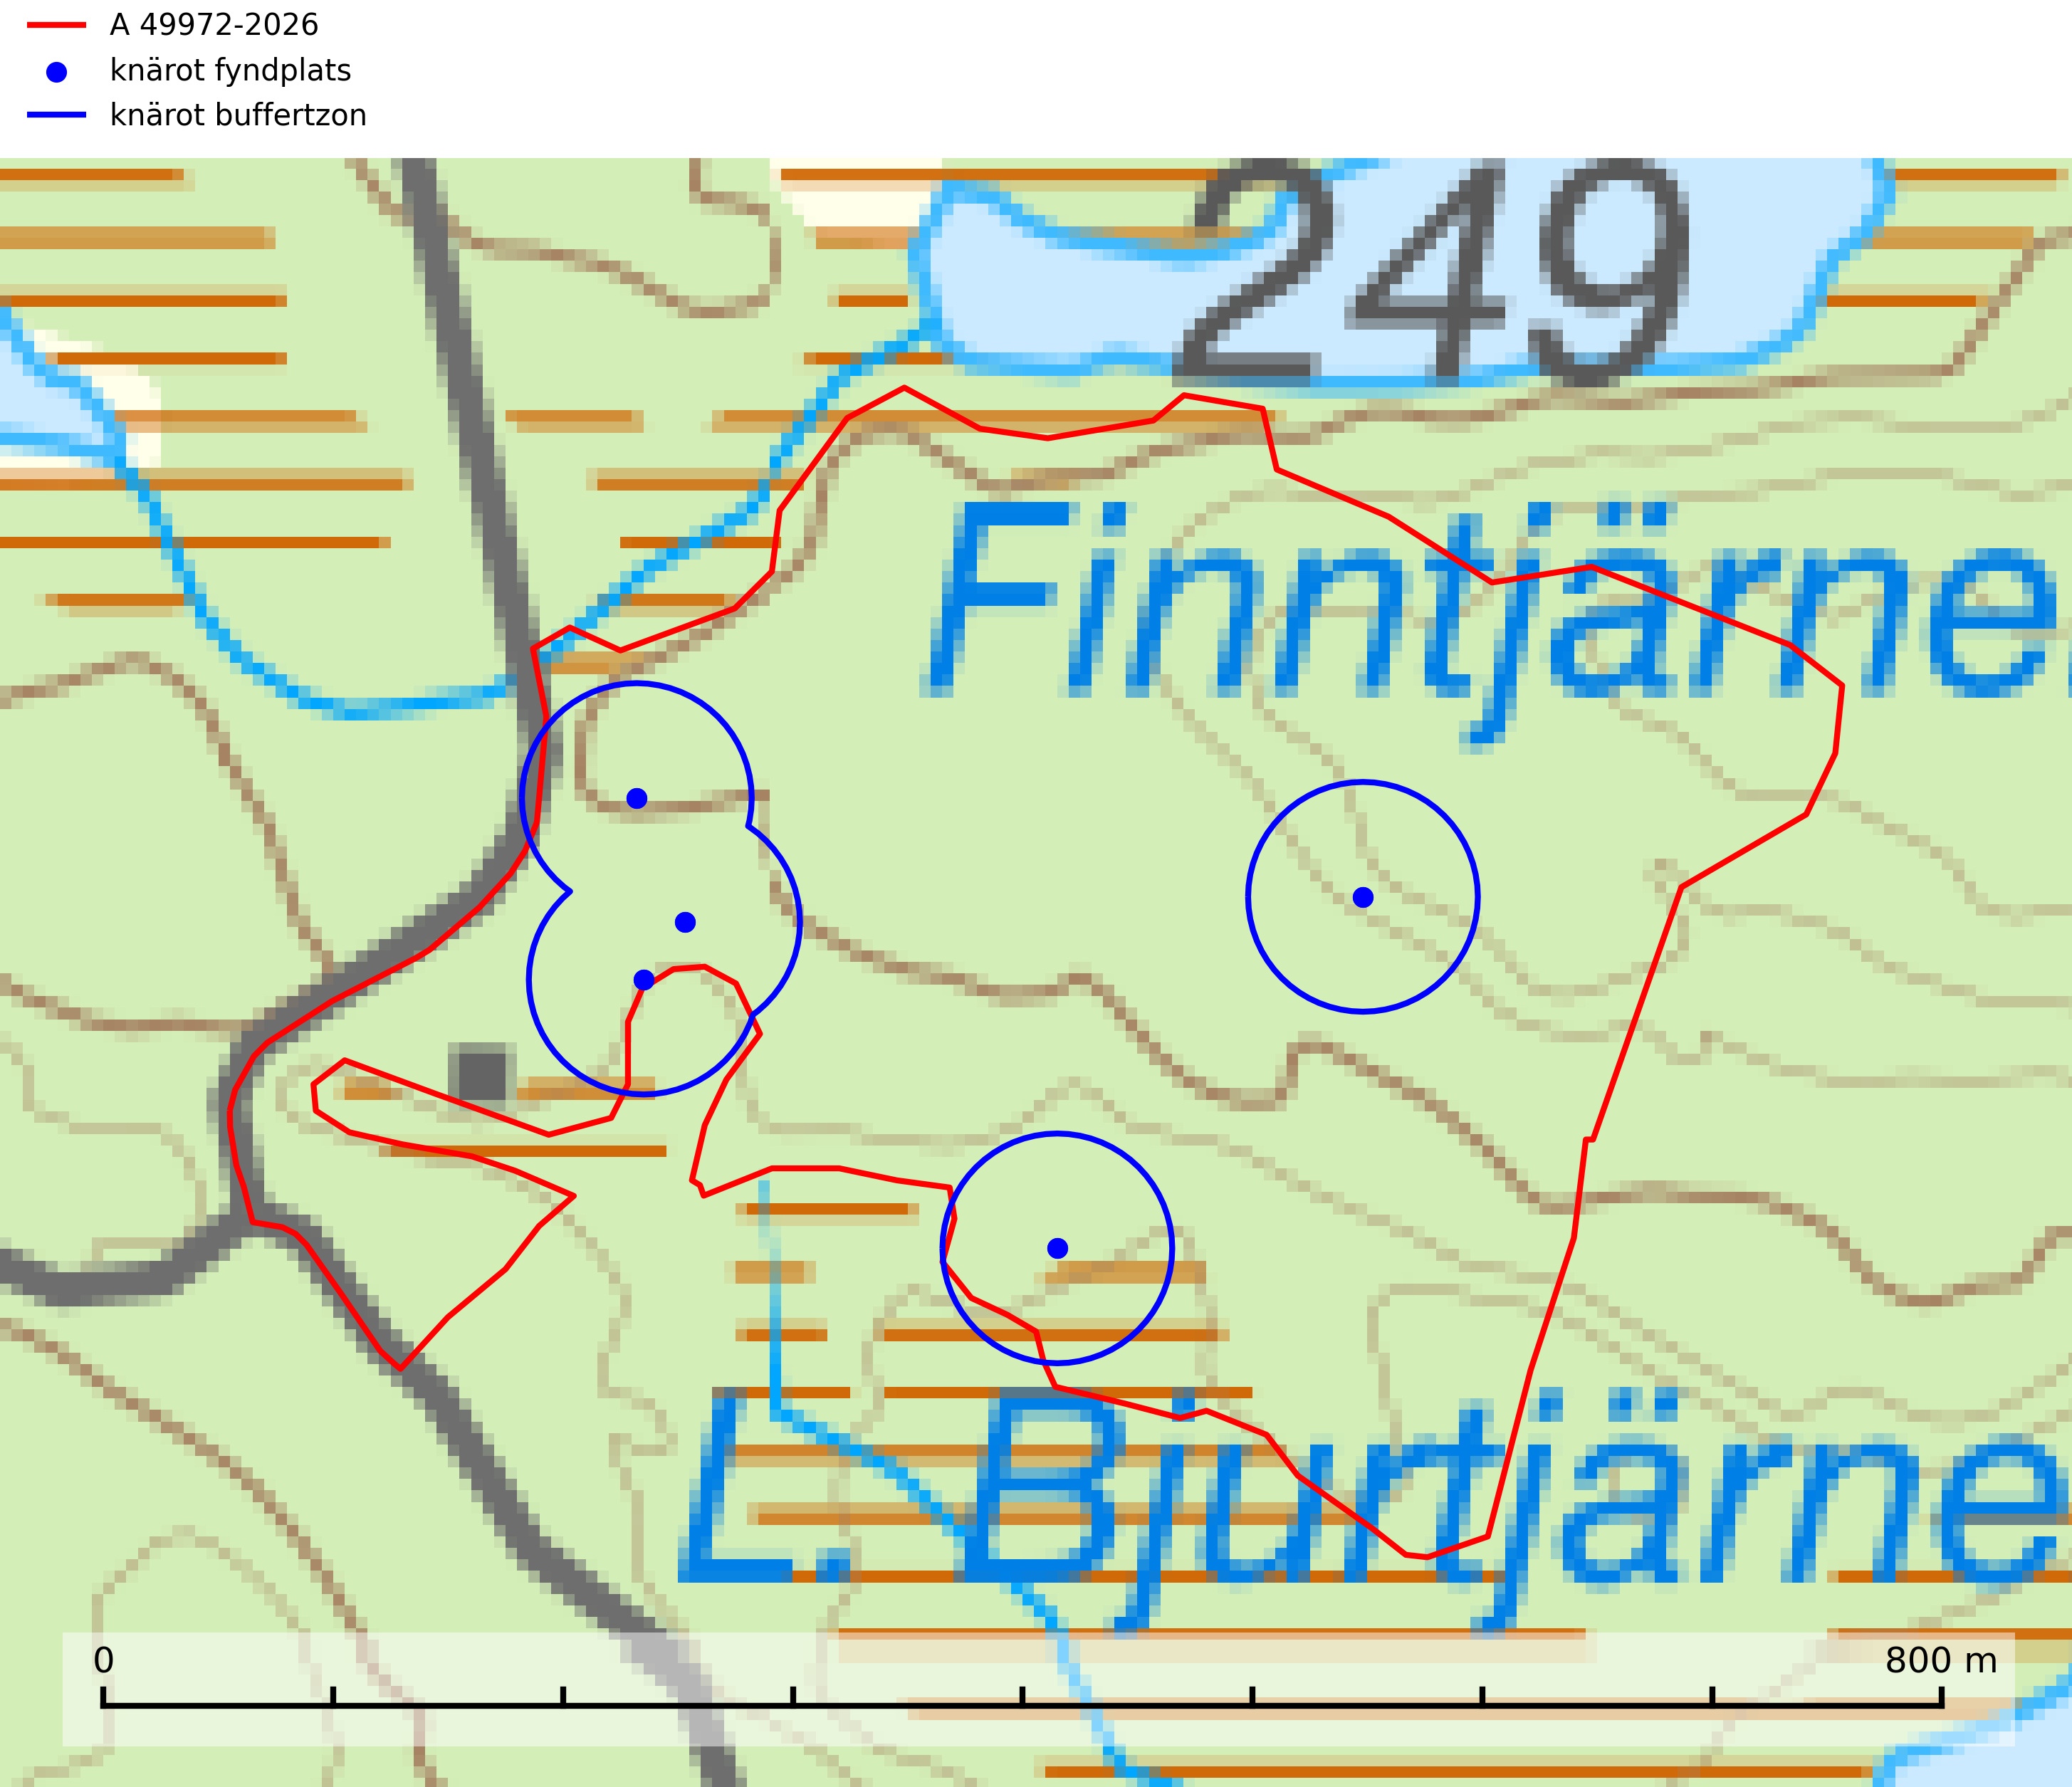 A 49972-2026
knärot fyndplats
knärot buffertzon
249
Finntjärne
L. Bjurtjärne
0 800 m